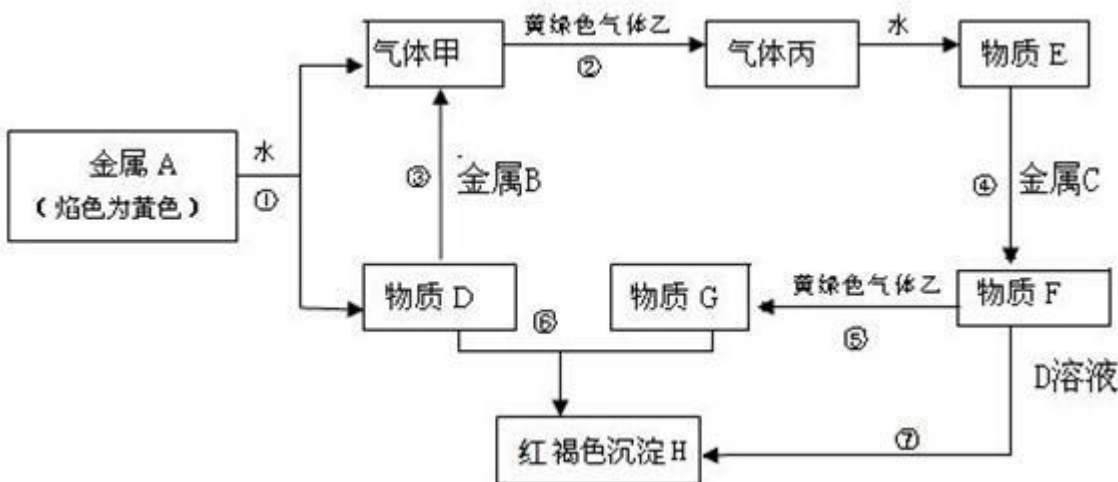 气体甲
黄绿色气体乙
②
气体丙
水
物质 E
金属 A
（焰色为黄色）
水
①
③
金属B
④
金属C
物质 D
⑥
物质 G
黄绿色气体乙
⑤
物质 F
D溶液
红褐色沉淀H
⑦